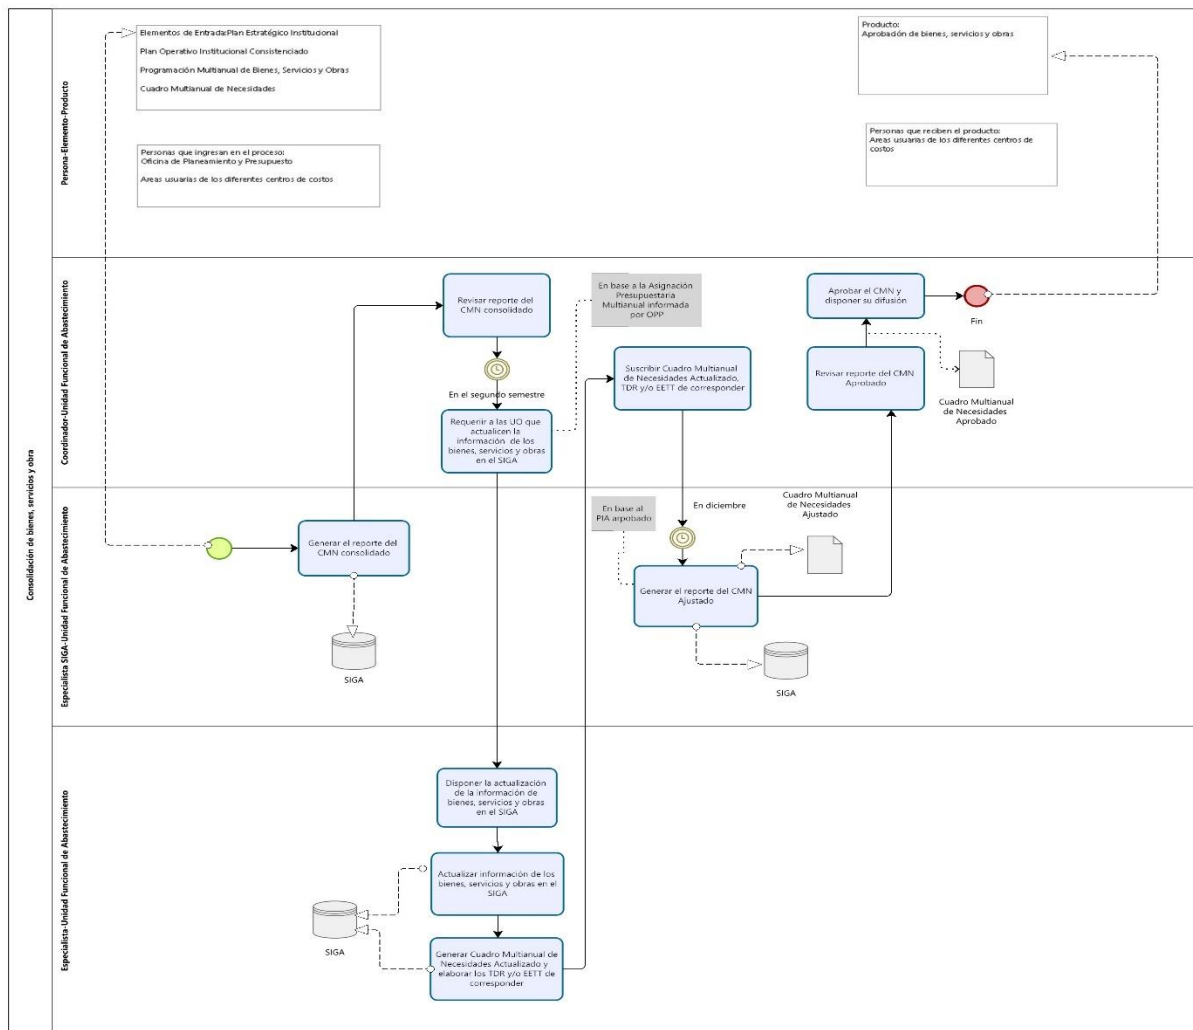 Consolidación de bienes, servicios y obra
Persona-Elemento-Producto
Elementos de Entrada:Plan Estratégico Institucional
Plan Operativo Institucional Consistenciado
Programación Multianual de Bienes, Servicios y Obras
Cuadro Multianual de Necesidades
Personas que ingresan en el proceso:
Oficina de Planeamiento y Presupuesto
Areas usuarias de los diferentes centros de costos
Producto:
Aprobación de bienes, servicios y obras
Personas que reciben el producto:
Areas usuarias de los diferentes centros de
costos
Coordinador-Unidad Funcional de Abastecimiento
Revisar reporte del
CMN consolidado
En el segundo semestre
Requerir a las UO que
actualicen la
información de los
bienes, servicios y obras
en el SIGA
En base a la Asignación
Presupuestaria
Multinual informada
por OPP
Suscribir Cuadro Multianual
de Necesidades Actualizado,
TDR y/o EETT de corresponder
Aprobar el CMN y
disponer su difusión
Fin
Revisar reporte del CMN
Aprobado
Cuadro Multianual
de Necesidades
Aprobado
Especialista SIGA-Unidad Funcional de Abastecimiento
Generar el reporte del
CMN consolidado
SIGA
En base al
PIA arpobado
En diciembre
Generar el reporte del CMN
Ajustado
Cuadro Multianual
de Necesidades
Ajustado
SIGA
Especialista-Unidad Funcional de Abastecimiento
Disponer la actualización
de la información de
bienes, servicios y obras
en el SIGA
Actualizar información de los
bienes, servicios y obras en el
SIGA
SIGA
Generar Cuadro Multianual de
Necesidades Actualizado y
elaborar los TDR y/o EETT de
corresponder